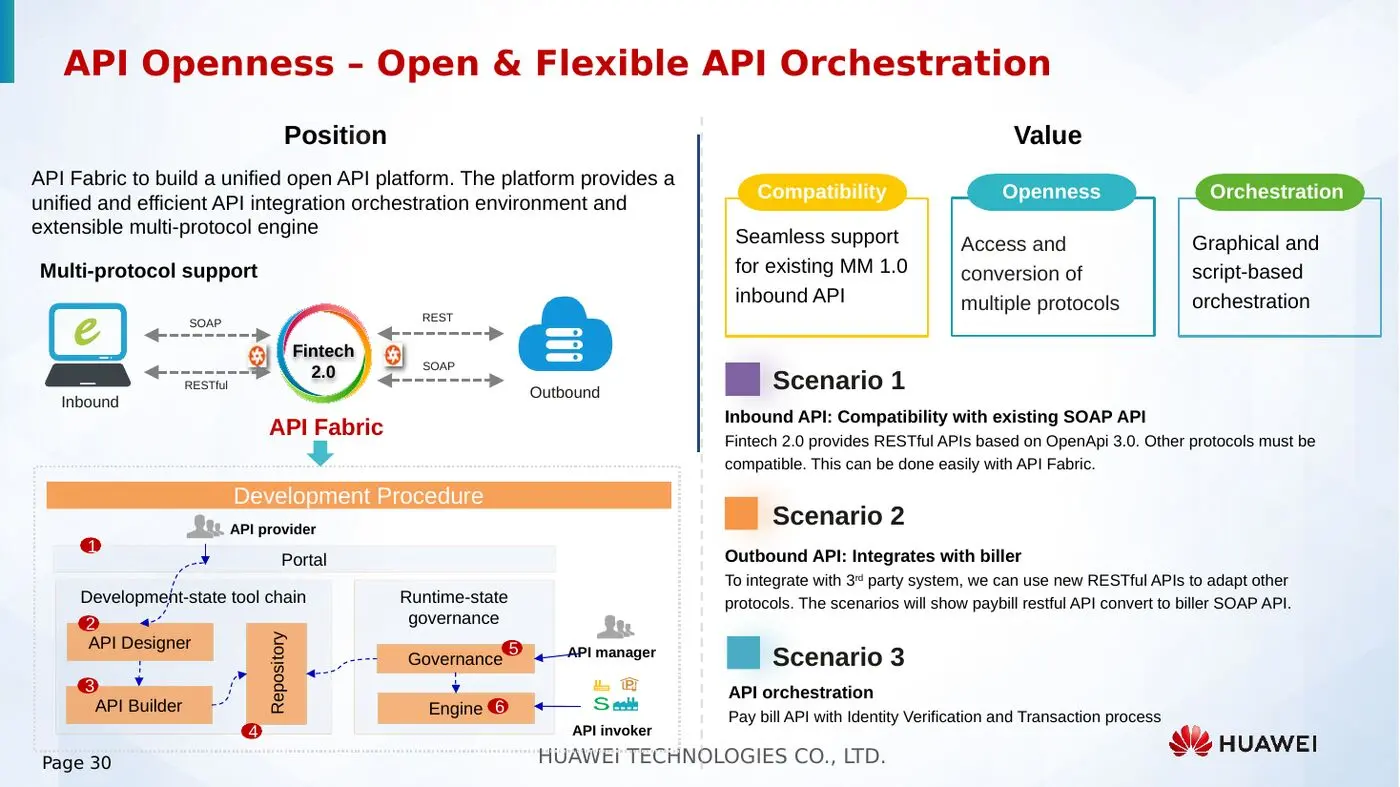 API Openness – Open & Flexible API Orchestration
Position
API Fabric to build a unified open API platform. The platform provides a
unified and efficient API integration orchestration environment and
extensible multi-protocol engine
Multi-protocol support
SOAP
RESTful
Inbound
Fintech
2.0
REST
SOAP
Outbound
API Fabric
Development Procedure
API provider
1
Portal
Development-state tool chain
2
API Designer
3
API Builder
Repository
4
Runtime-state
governance
Governance
5
Engine
6
API manager
API invoker
Value
Compatibility
Seamless support
for existing MM 1.0
inbound API
Openness
Access and
conversion of
multiple protocols
Orchestration
Graphical and
script-based
orchestration
Scenario 1
Inbound API: Compatibility with existing SOAP API
Fintech 2.0 provides RESTful APIs based on OpenApi 3.0. Other protocols must be
compatible. This can be done easily with API Fabric.
Scenario 2
Outbound API: Integrates with biller
To integrate with 3rd party system, we can use new RESTful APIs to adapt other
protocols. The scenarios will show paybill restful API convert to biller SOAP API.
Scenario 3
API orchestration
Pay bill API with Identity Verification and Transaction process
Page 30
HUAWEI TECHNOLOGIES CO., LTD.
HUAWEI